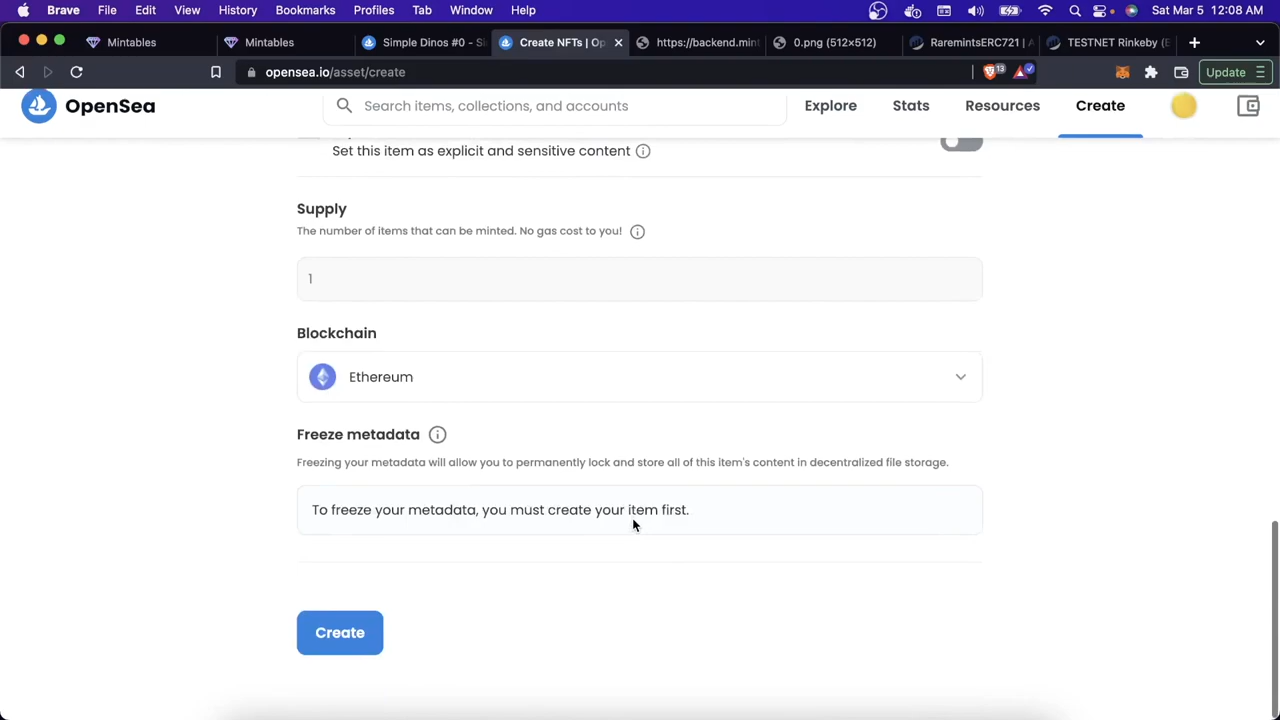 Brave File Edit View History Bookmarks Profiles Tab Window Help Sat Mar 5 12:08 AM
Mintables Mintables Simple Dinos #0 - Si Create NFTs | Op https://backend.min 0.png (512×512) RaremintsERC721 | A TESTNET Rinkeby (E
opensea.io/asset/create 13 Update
OpenSea Search items, collections, and accounts Explore Stats Resources Create
Set this item as explicit and sensitive content
Supply
The number of items that can be minted. No gas cost to you!
1
Blockchain
Ethereum
Freeze metadata
Freezing your metadata will allow you to permanently lock and store all of this item's content in decentralized file storage.
To freeze your metadata, you must create your item first.
Create